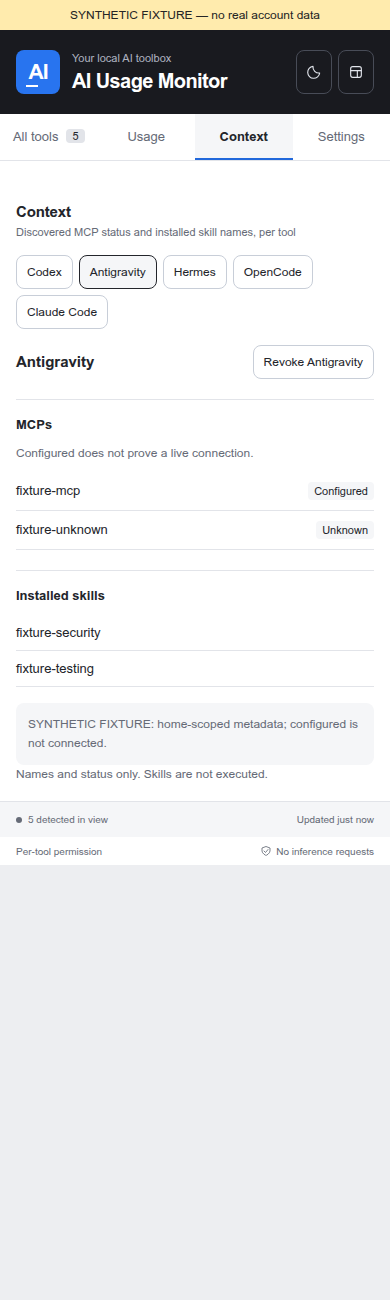 SYNTHETIC FIXTURE — no real account data
AI
Your local AI toolbox
AI Usage Monitor
All tools 5
Usage
Context
Settings
Context
Discovered MCP status and installed skill names, per tool
Codex
Antigravity
Hermes
OpenCode
Claude Code
Antigravity
Revoke Antigravity
MCPs
Configured does not prove a live connection.
fixture-mcp
Configured
fixture-unknown
Unknown
Installed skills
fixture-security
fixture-testing
SYNTHETIC FIXTURE: home-scoped metadata; configured is
not connected.
Names and status only. Skills are not executed.
5 detected in view
Updated just now
Per-tool permission
No inference requests